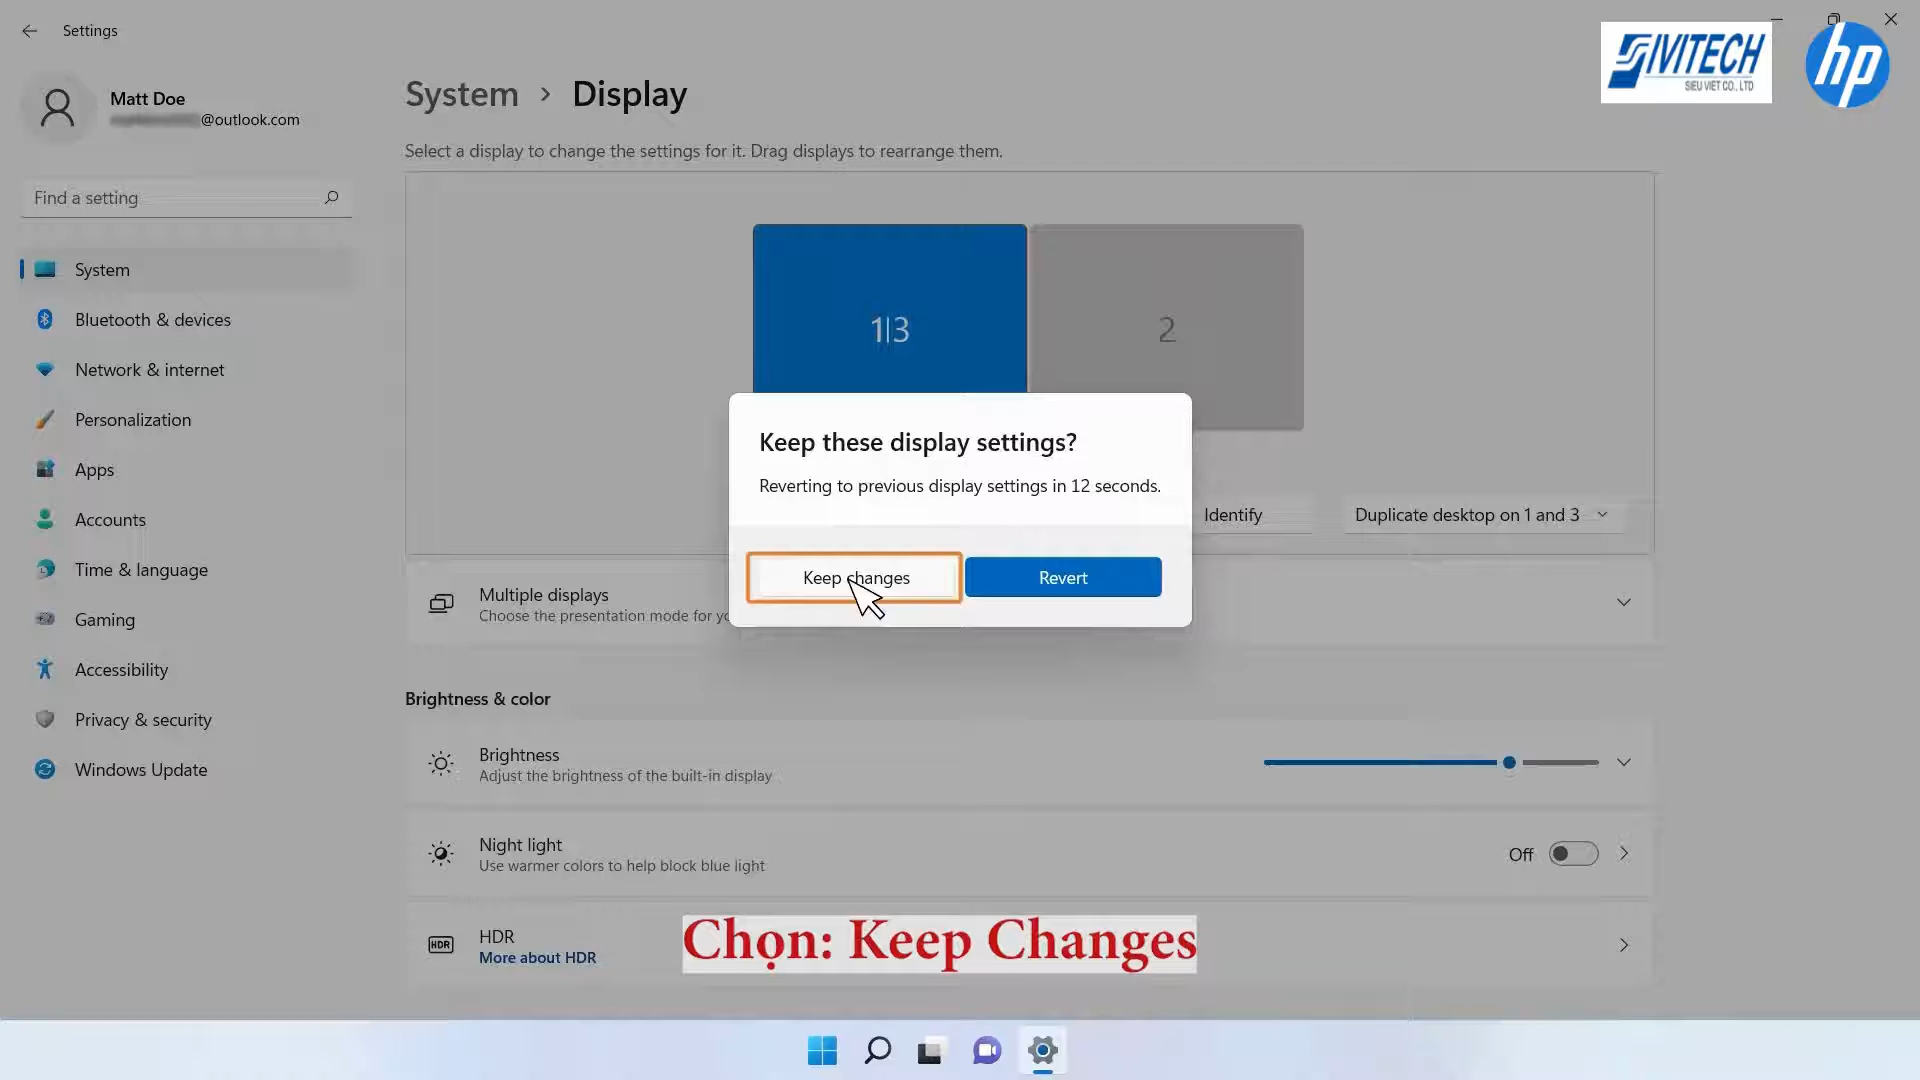 Settings
Matt Doe
@outlook.com
Find a setting
System
Bluetooth & devices
Network & internet
Personalization
Apps
Accounts
Time & language
Gaming
Accessibility
Privacy & security
Windows Update
System > Display
Select a display to change the settings for it. Drag displays to rearrange them.
1|3
2
Keep these display settings?
Reverting to previous display settings in 12 seconds.
Keep changes
Revert
Identify
Duplicate desktop on 1 and 3
Multiple displays
Choose the presentation mode for yo
Brightness & color
Brightness
Adjust the brightness of the built-in display
Night light
Use warmer colors to help block blue light
Off
HDR
HDR
More about HDR
Chọn: Keep Changes
SIVITECH
SIEU VIET CO., LTD
hp